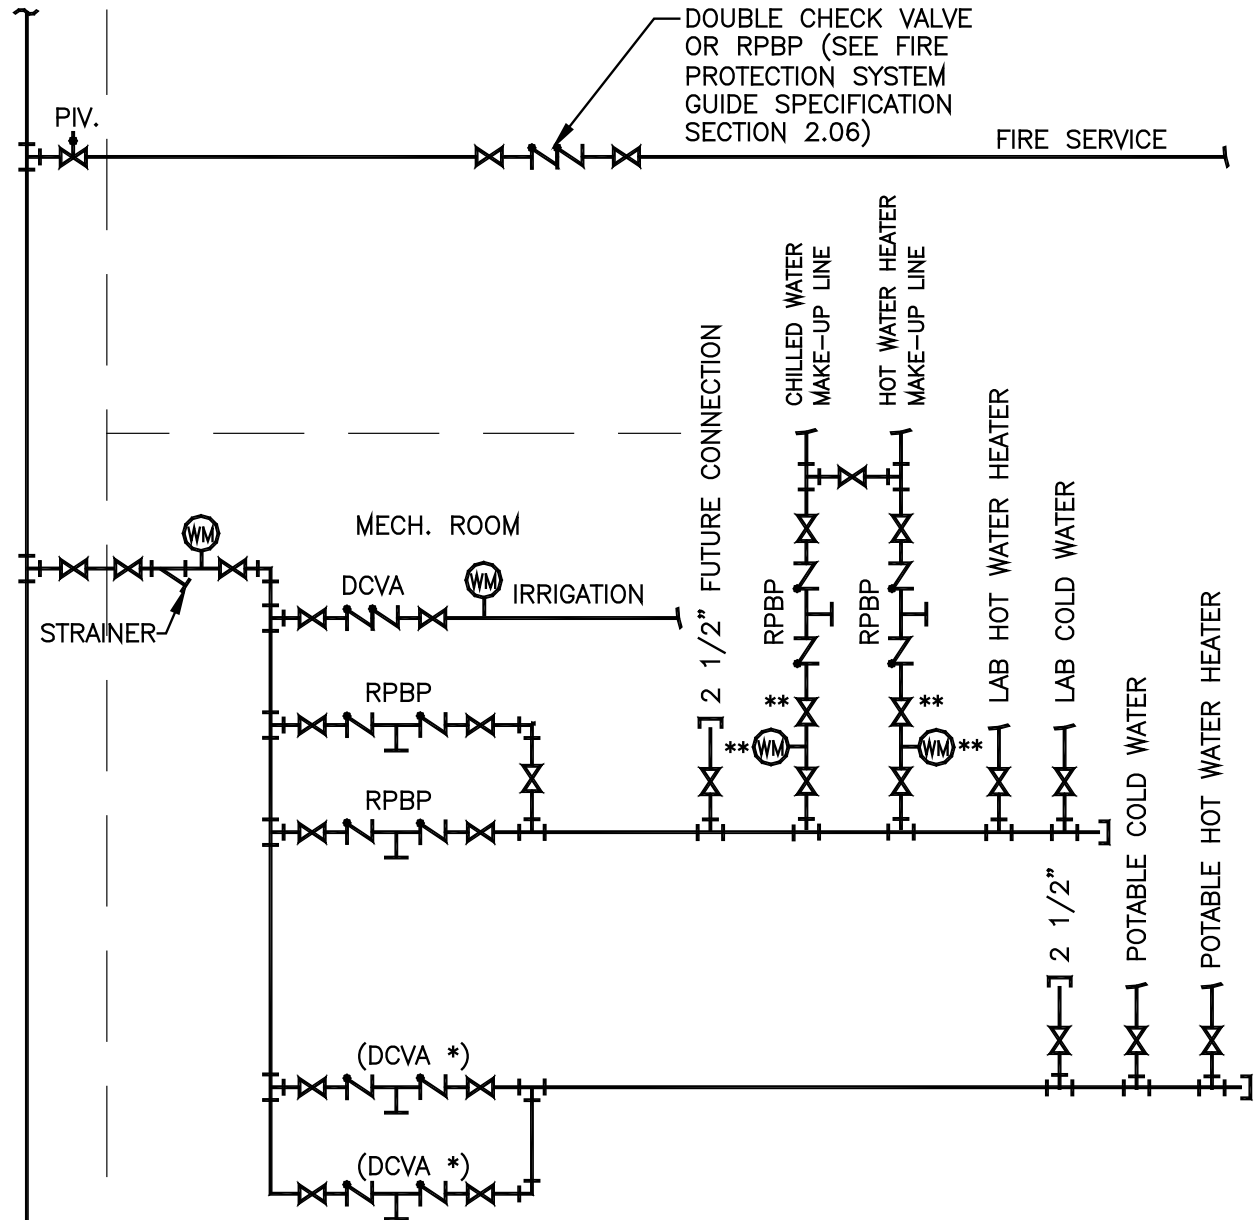 DOUBLE CHECK VALVE
OR RPBP (SEE FIRE
PROTECTION SYSTEM
GUIDE SPECIFICATION
SECTION 2.06)
PIV.
FIRE SERVICE
CHILLED WATER
MAKE-UP LINE
HOT WATER HEATER
MAKE-UP LINE
2 1/2" FUTURE CONNECTION
LAB HOT WATER HEATER
LAB COLD WATER
WM
MECH. ROOM
DCVA
WM
IRRIGATION
STRAINER
RPBP
RPBP
RPBP
**
**
** WM
WM **
RPBP
2 1/2"
POTABLE COLD WATER
POTABLE HOT WATER HEATER
(DCVA *)
(DCVA *)